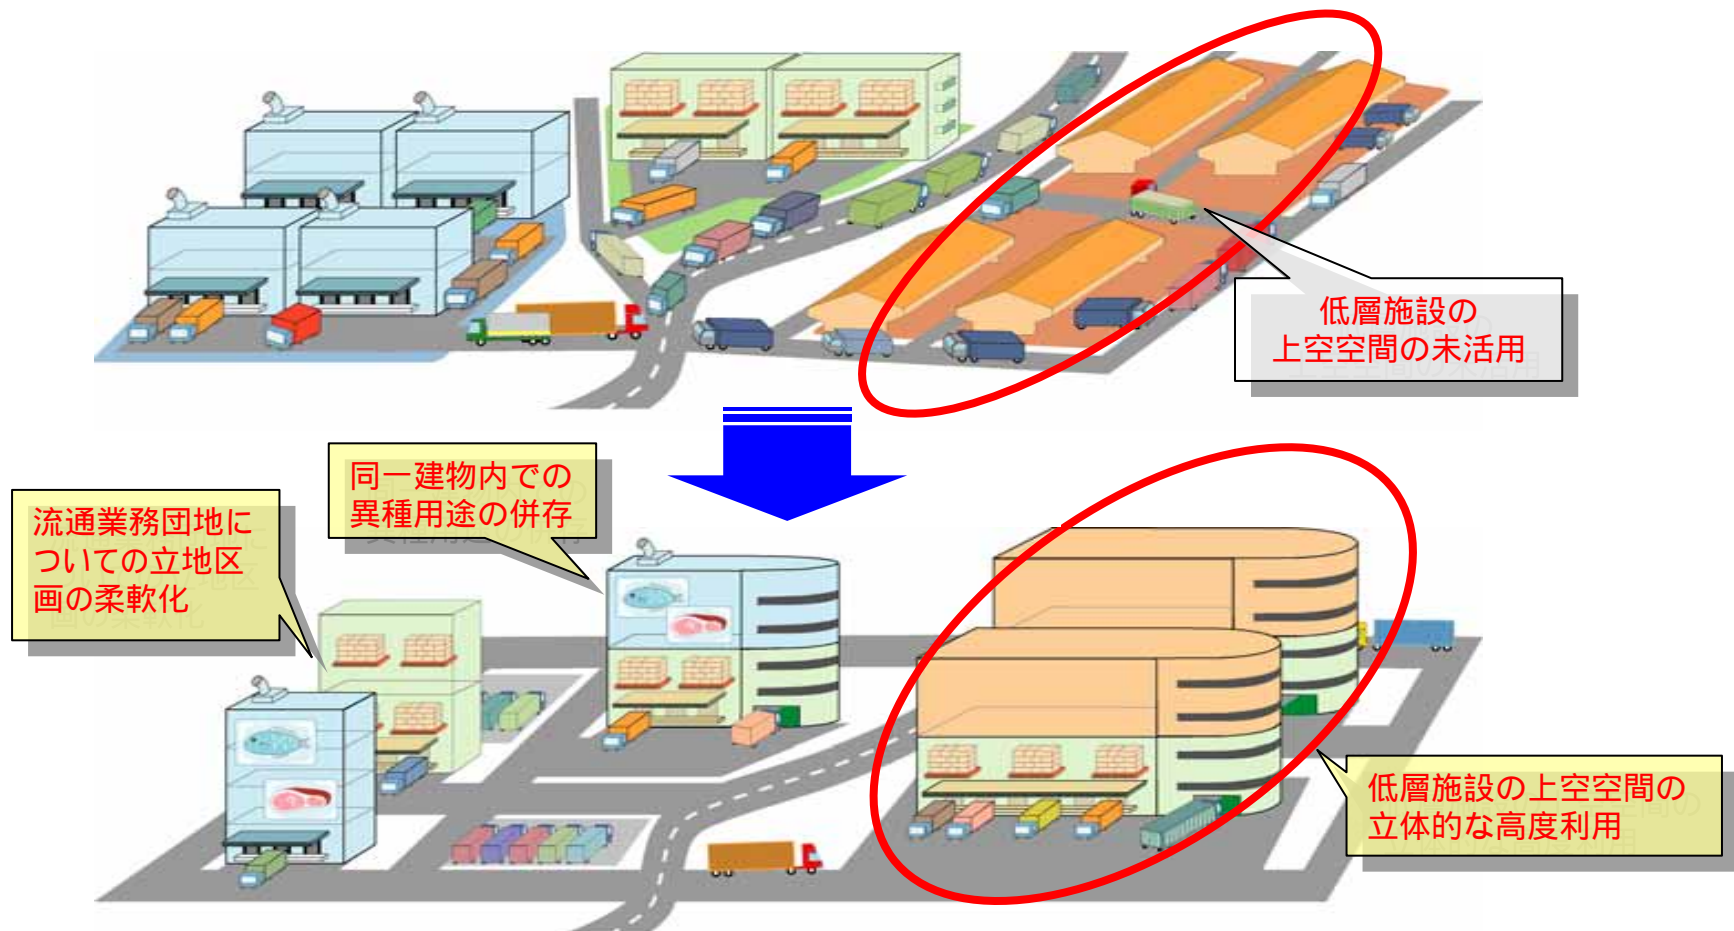 低層施設の
上空空間の未活用
同一建物内での
異種用途の併存
流通業務団地に
ついての立地区
画の柔軟化
低層施設の上空空間の
立体的な高度利用